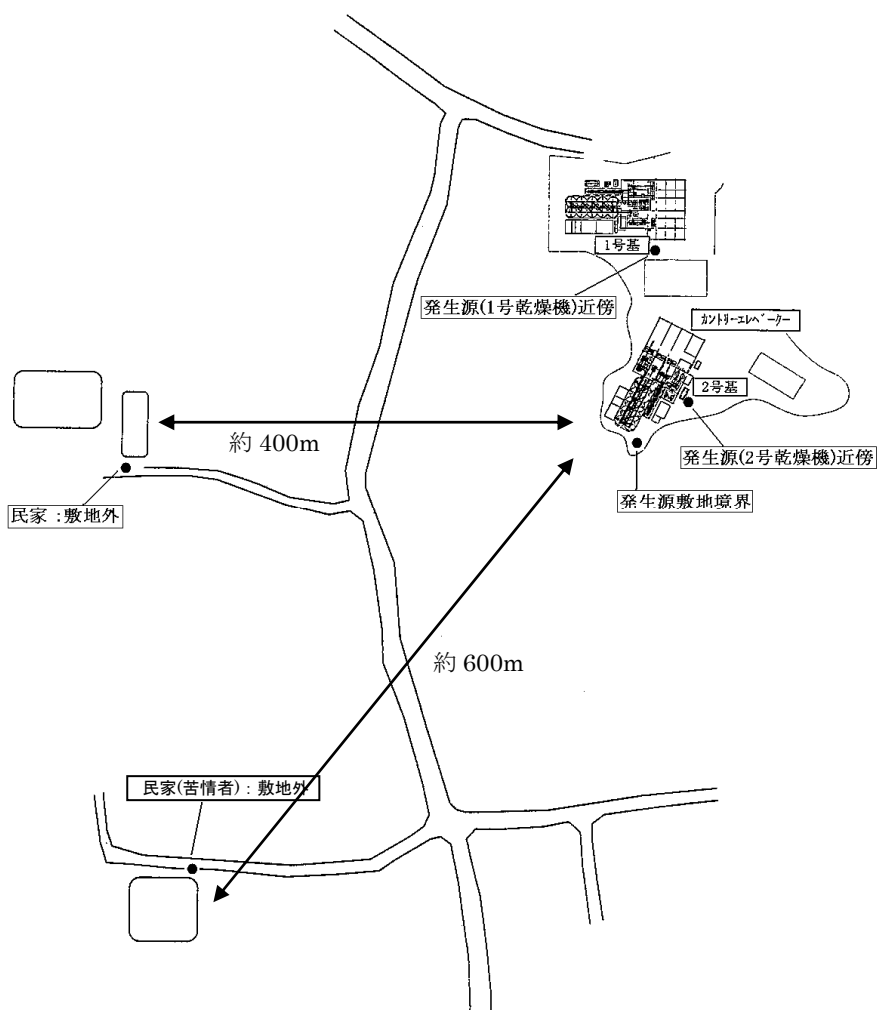 1号基
発生源(1号乾燥機)近傍
カントリーエレベーター
2号基
約 400m
発生源(2号乾燥機)近傍
発生源敷地境界
民家 :敷地外
約 600m
民家(苦情者) : 敷地外